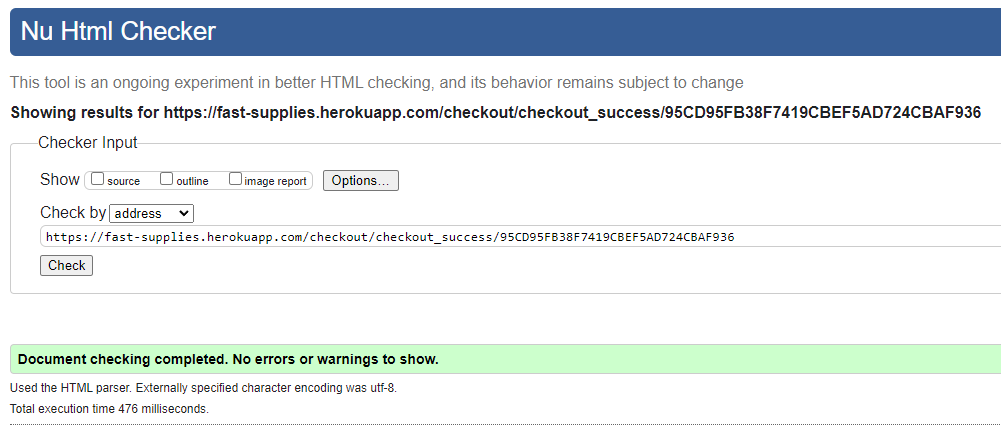 Nu Html Checker
This tool is an ongoing experiment in better HTML checking, and its behavior remains subject to change
Showing results for https://fast-supplies.herokuapp.com/checkout/checkout_success/95CD95FB38F7419CBEF5AD724CBAF936
Checker Input
Show source outline image report Options...
Check by address
https://fast-supplies.herokuapp.com/checkout/checkout_success/95CD95FB38F7419CBEF5AD724CBAF936
Check
Document checking completed. No errors or warnings to show.
Used the HTML parser. Externally specified character encoding was utf-8.
Total execution time 476 milliseconds.